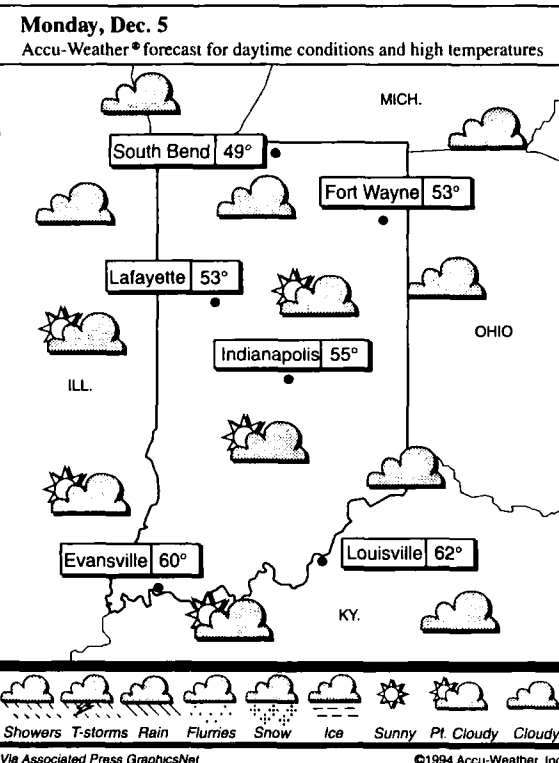 Monday, Dec. 5
Accu-Weather® forecast for daytime conditions and high temperatures
MICH.
South Bend 49°
Fort Wayne 53°
Lafayette 53°
OHIO
Indianapolis 55°
ILL.
Evansville 60°
Louisville 62°
KY.
Showers T-storms Rain Flurries Snow Ice Sunny Pt. Cloudy Cloudy
Via Associated Press GraphicsNet
©1994 Accu-Weather, Inc